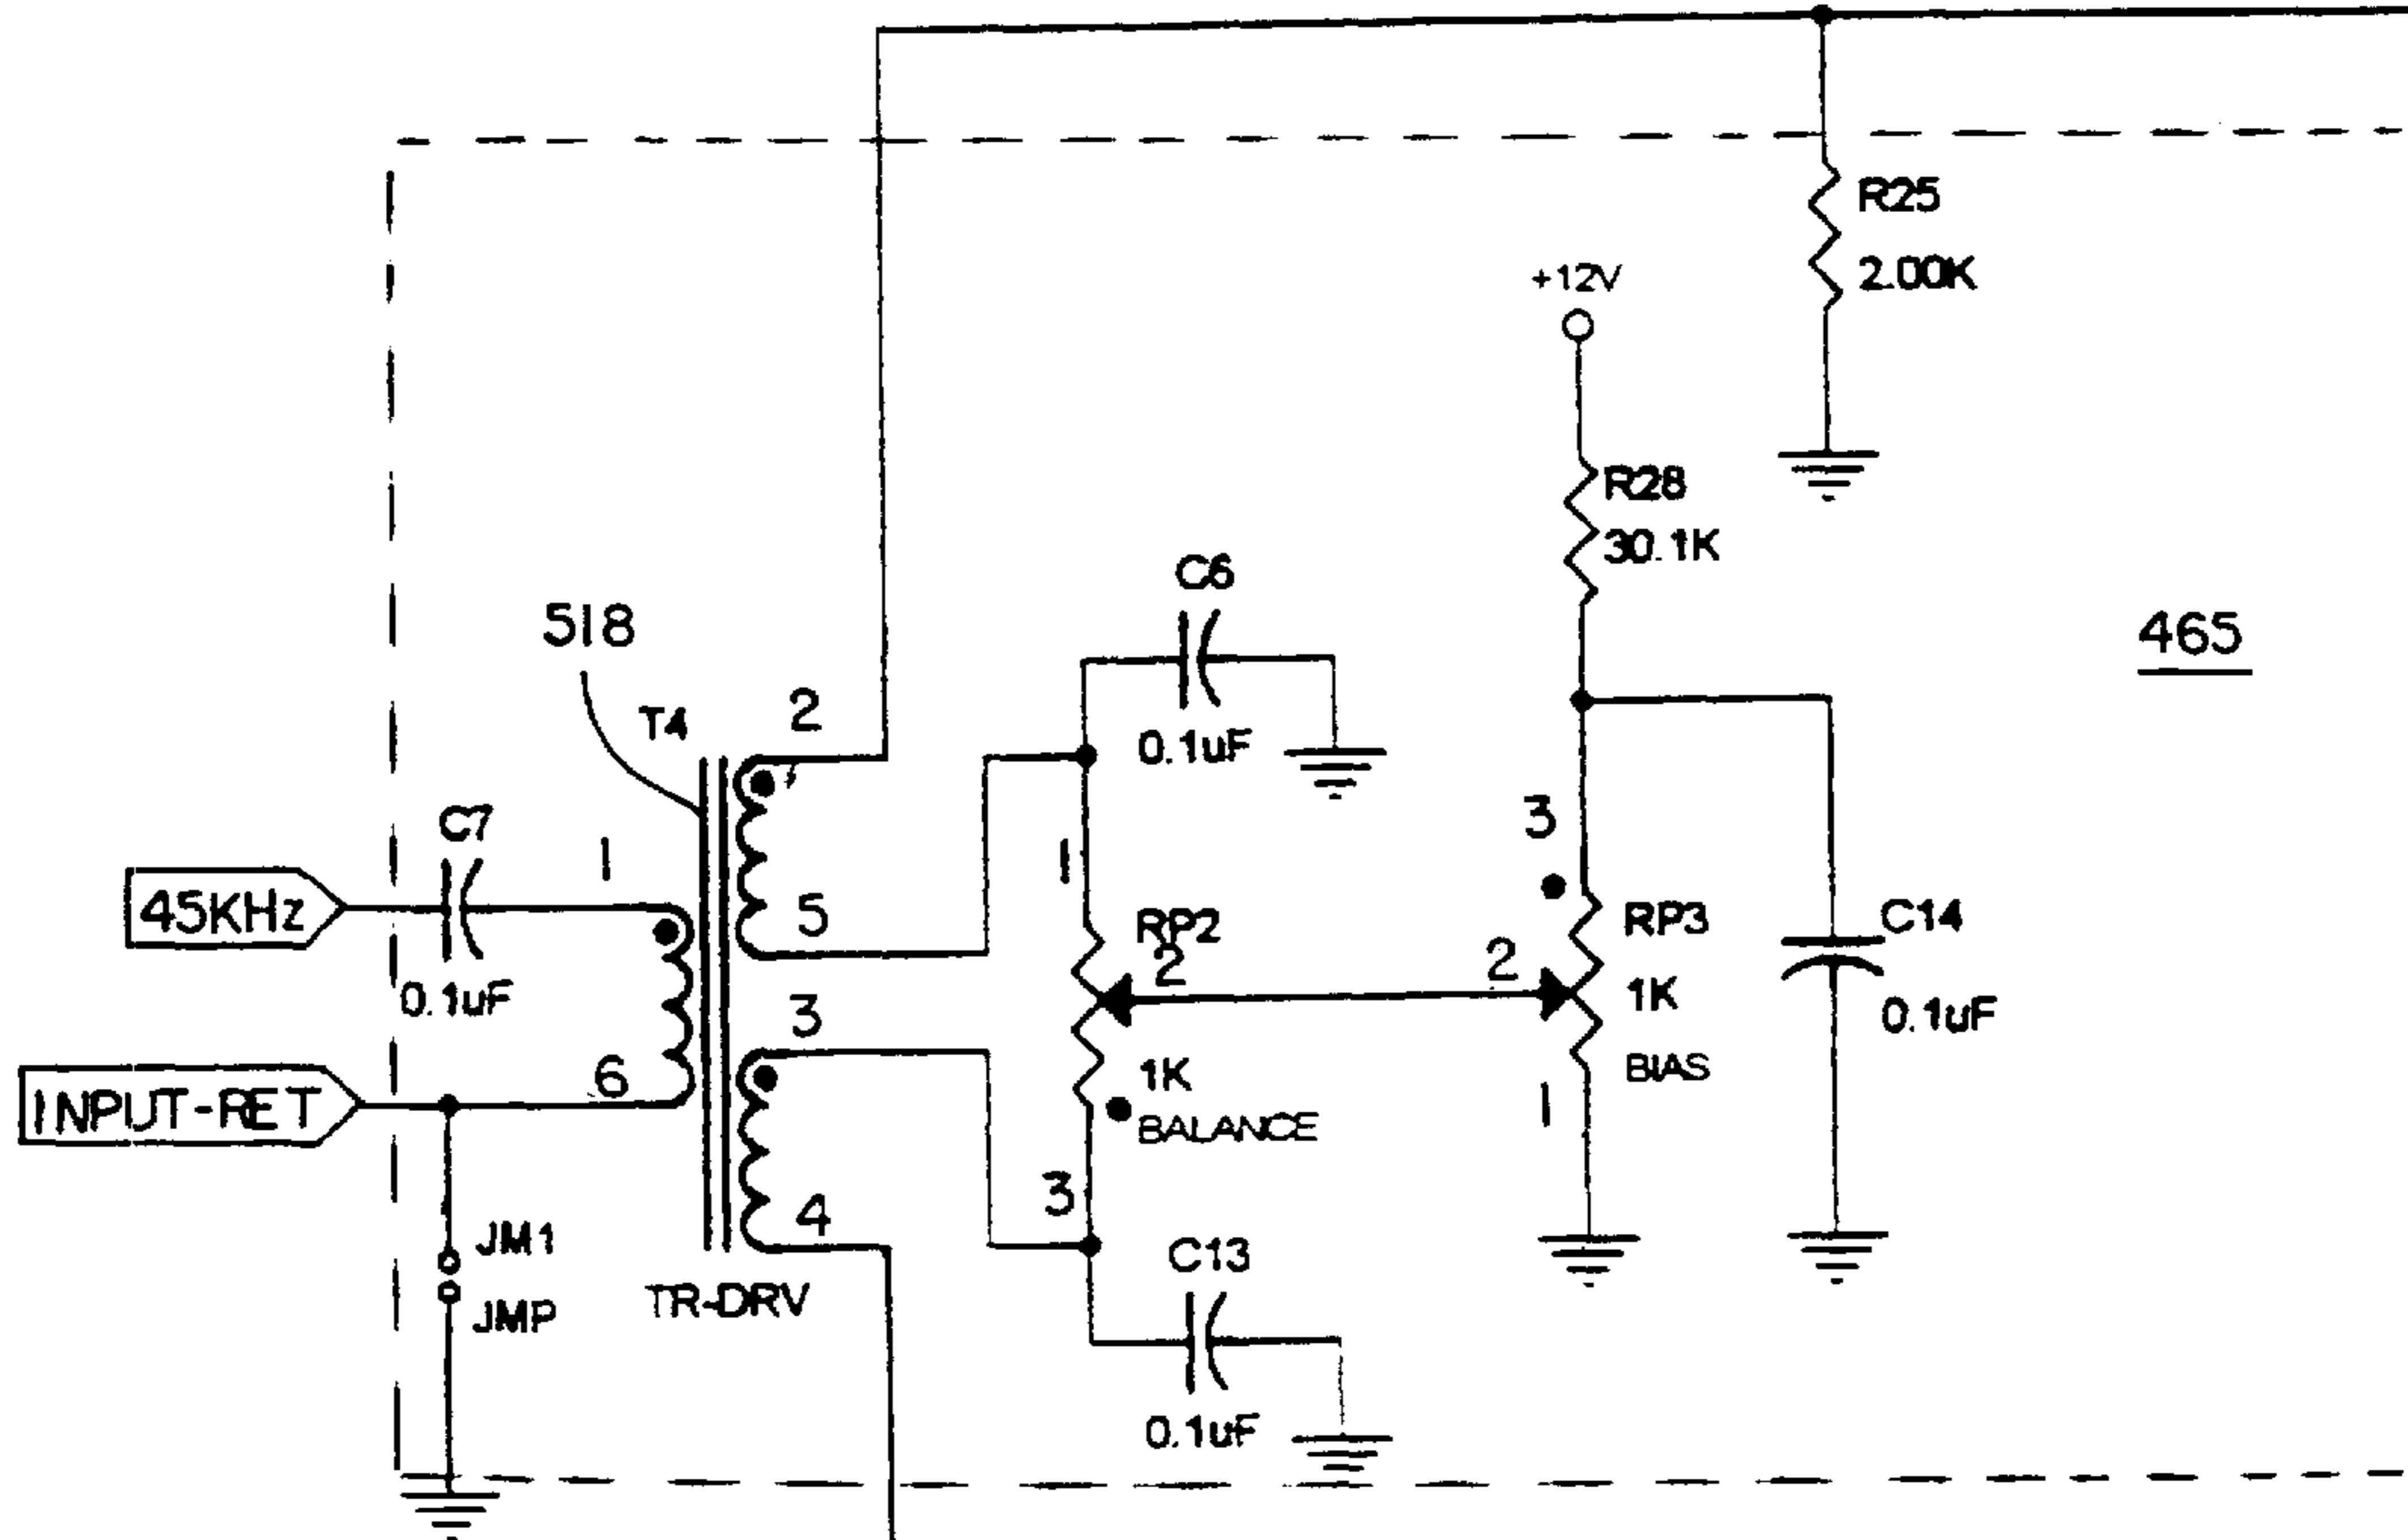 R25
2.00K
+12V
R28
30.1K
C6
0.1uF
465
518
T4
2
C7
1
45KHz
0.1uF
5
3
6
4
INPUT-RET
JM1
JMP
TR-DRV
1
RP2
2
1K
BALANCE
3
C13
0.1uF
3
2
RP3
1K
BIAS
1
C14
0.1uF